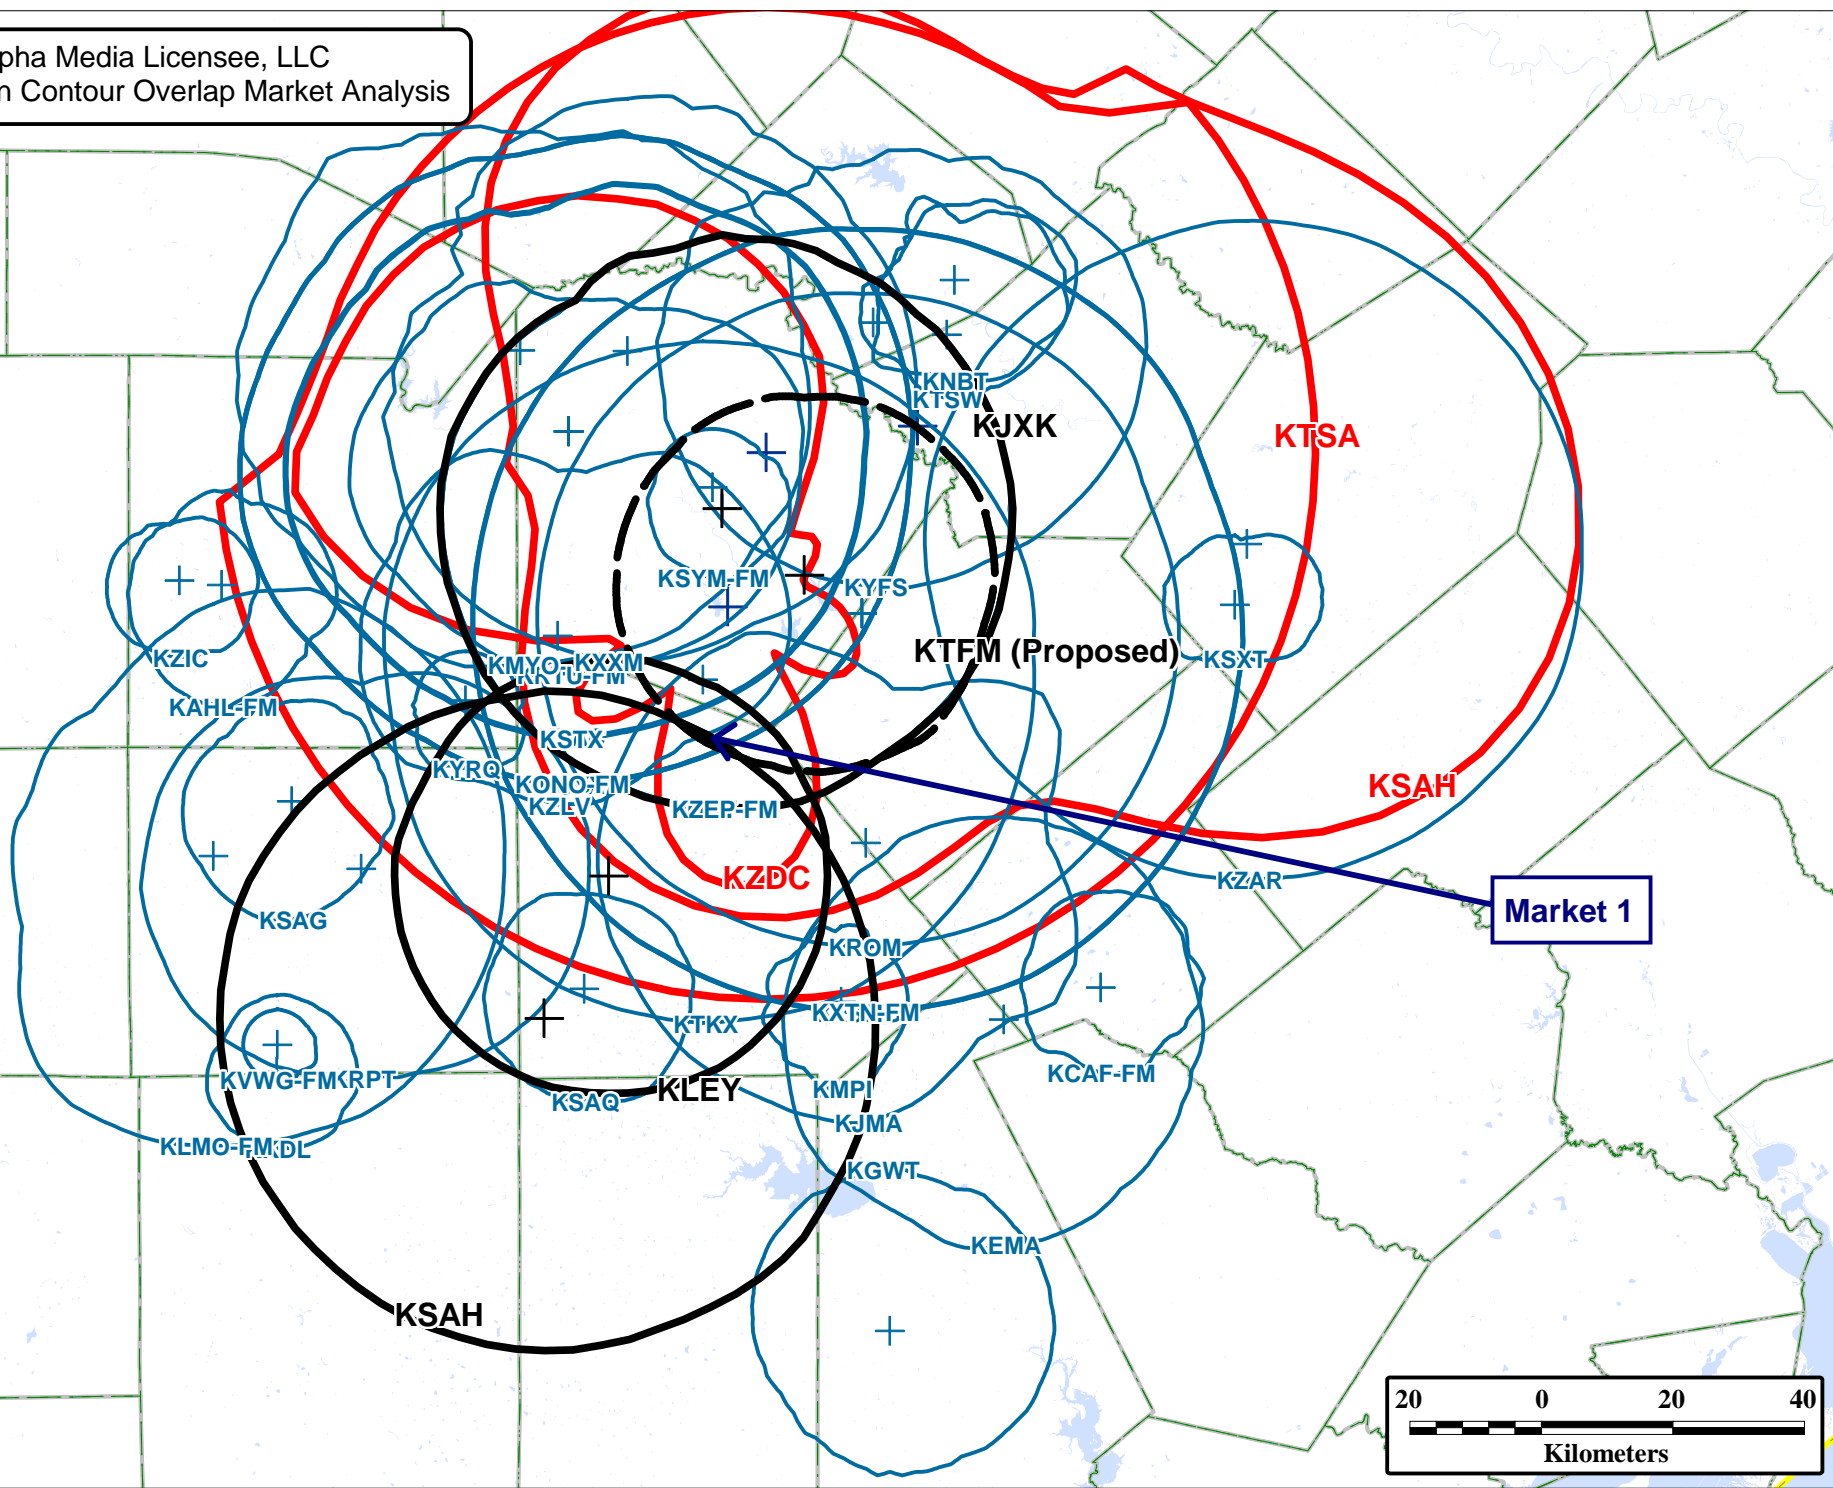 pha Media Licensee, LLC
n Contour Overlap Market Analysis
KNBT
KTSW
KJXK
KTSA
KSYM-FM
KYFS
KTFM (Proposed)
KSXT
KZIC
KMYO
KXXM
KAHL-FM
KSTX
KYRQ
KONO-FM
KZLV
KZEP-FM
KSAH
KZDC
KZAR
Market 1
KSAG
KROM
KTKX
KXTN-FM
KVWG-FM
KRPT
KLEY
KMPI
KCAF-FM
KSAQ
KJMA
KLMO-FM
KGWT
KEMA
KSAH
20 0 20 40
Kilometers